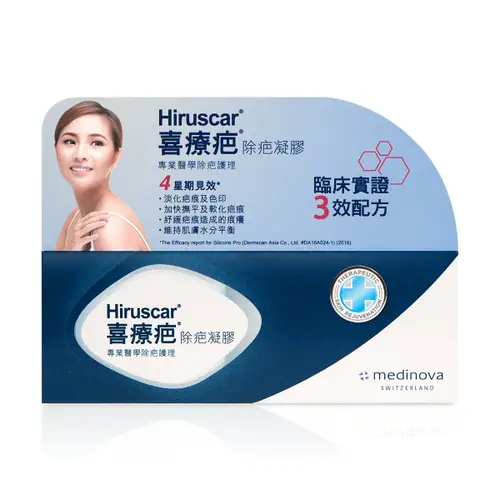 Hiruscar®
喜療疤® 除疤凝膠
專業醫學除疤護理
4星期見效*
• 淡化疤痕及色印
• 加快撫平及軟化疤痕
• 紓緩疤痕造成的痕癢
• 維持肌膚水分平衡
*The Efficacy report for Silicone Pro (Dermscan Asia Co., Ltd. #DA16A024-1) (2016)
臨床實證
3效配方
THERAPEUTIC
SKIN REJUVENATION
Hiruscar®
喜療疤® 除疤凝膠
專業醫學除疤護理
medinova
SWITZERLAND